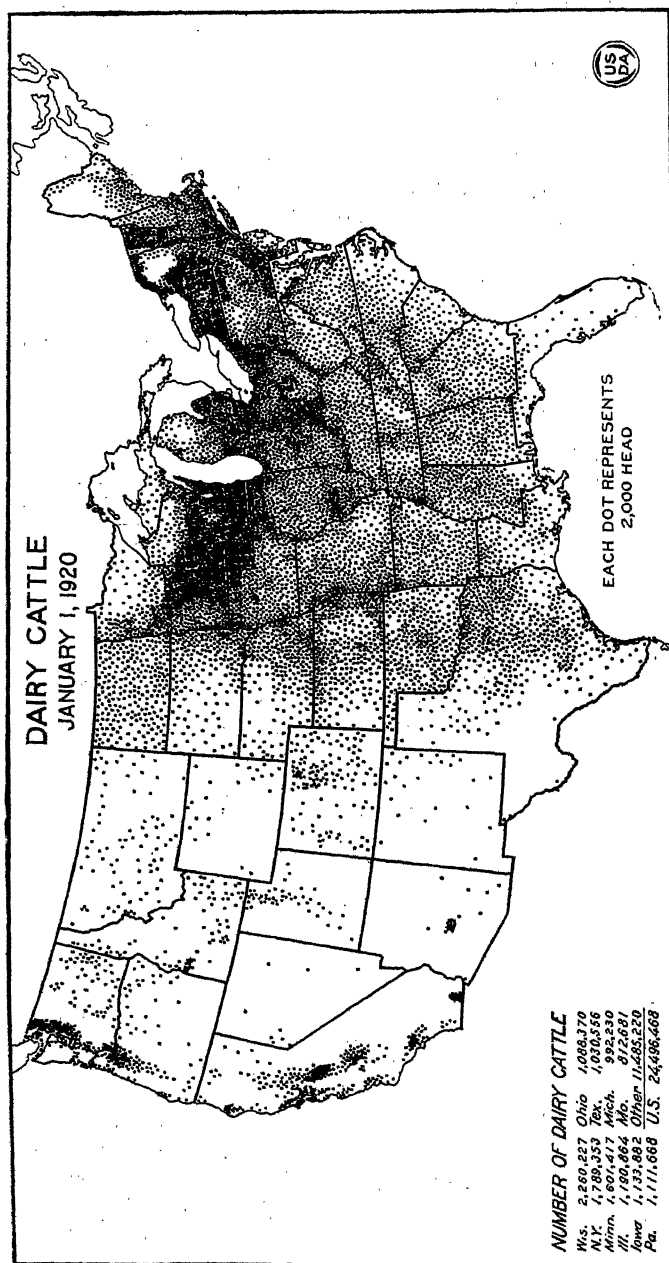 DAIRY CATTLE
JANUARY 1, 1920
US
DA
EACH DOT REPRESENTS
2,000 HEAD
NUMBER OF DAIRY CATTLE
Wis. 2,260,227 Ohio 1,088,370
N.Y. 1,789,353 Tex. 1,030,556
Minn. 1,601,417 Mich. 992,230
Ill. 1,190,864 Mo. 812,681
Iowa 1,133,882 Other 11,485,220
Pa. 1,111,668 U.S. 24,496,468